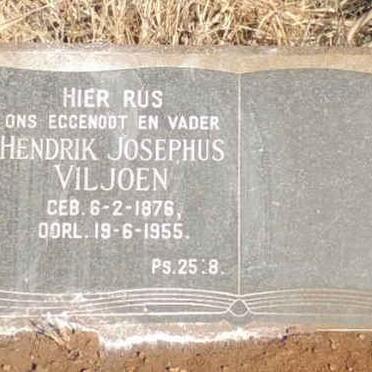 HIER RUS
ONS EGGENOOT EN VADER
HENDRIK JOSEPHUS
VILJOEN
GEB. 6-2-1876,
OORL. 19-6-1955.
Ps. 25:8.